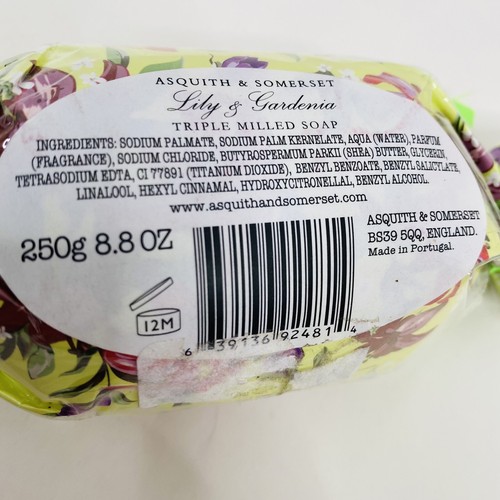 ASQUITH & SOMERSET
Lily & Gardenia
TRIPLE MILLED SOAP
INGREDIENTS: SODIUM PALMATE, SODIUM PALM KERNELATE, AQUA (WATER), PARFUM
(FRAGRANCE), SODIUM CHLORIDE, BUTYROSPERMUM PARKII (SHEA) BUTTER, GLYCERIN,
TETRASODIUM EDTA, CI 77891 (TITANIUM DIOXIDE), BENZYL BENZOATE, BENZYL SALICYLATE,
LINALOOL, HEXYL CINNAMAL, HYDROXYCITRONELLAL, BENZYL ALCOHOL.
www.asquithandsomerset.com
250g 8.8 OZ
ASQUITH & SOMERSET
BS39 5QQ, ENGLAND.
Made in Portugal.
12M
6 39136 92481 4